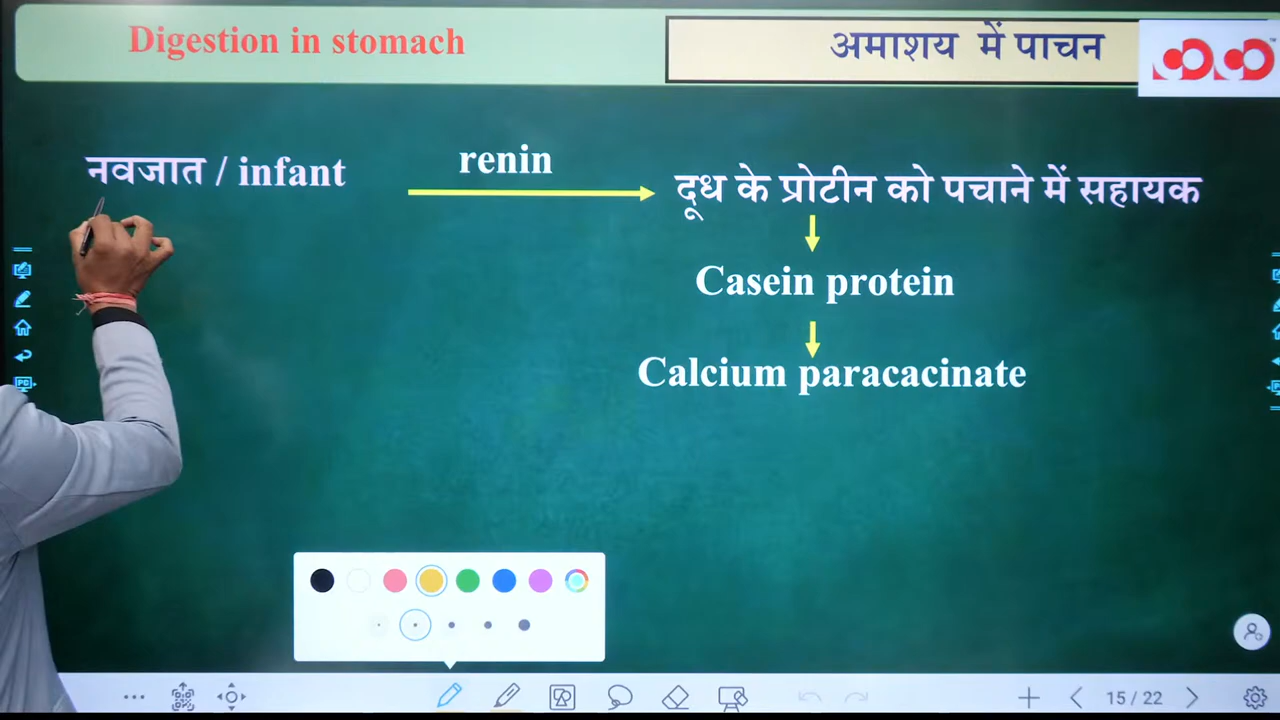 Digestion in stomach
अमाशय में पाचन
नवजात / infant
renin
दूध के प्रोटीन को पचाने में सहायक
Casein protein
Calcium paracacinate
15 / 22